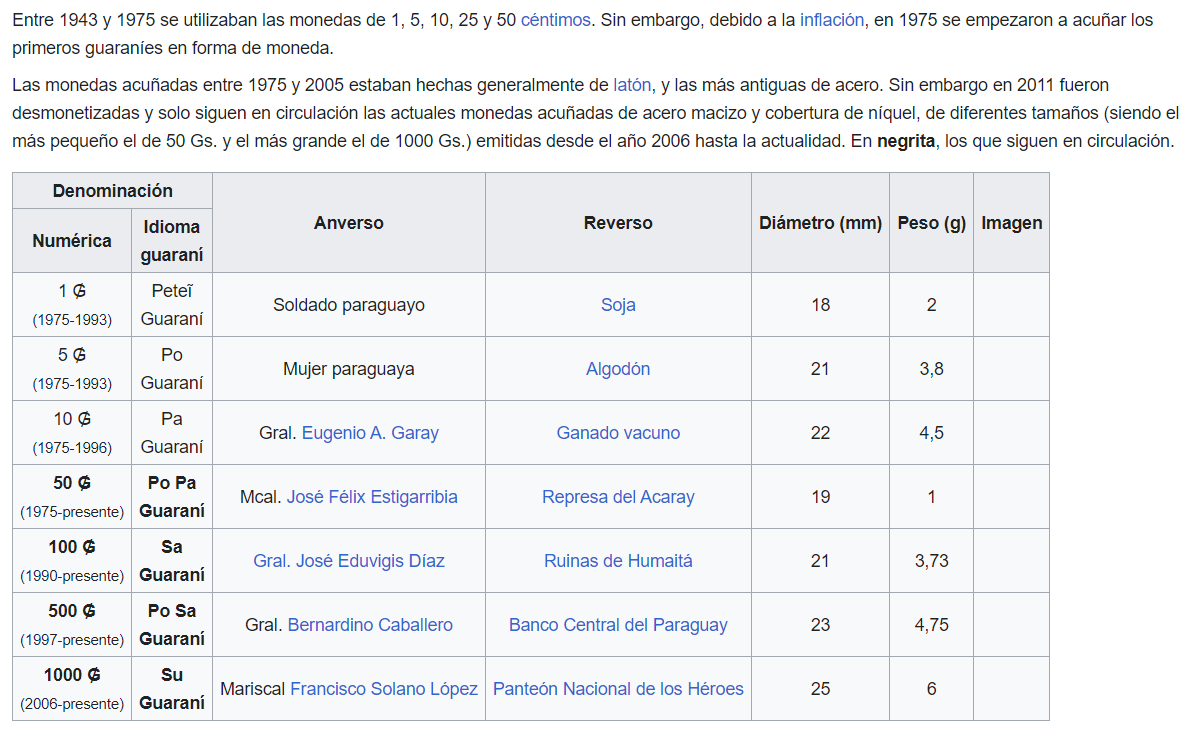 Entre 1943 y 1975 se utilizaban las monedas de 1, 5, 10, 25 y 50 céntimos. Sin embargo, debido a la inflación, en 1975 se empezaron a acuñar los
primeros guaraníes en forma de moneda.
Las monedas acuñadas entre 1975 y 2005 estaban hechas generalmente de latón, y las más antiguas de acero. Sin embargo en 2011 fueron
desmonetizadas y solo siguen en circulación las actuales monedas acuñadas de acero macizo y cobertura de níquel, de diferentes tamaños (siendo el
más pequeño el de 50 Gs. y el más grande el de 1000 Gs.) emitidas desde el año 2006 hasta la actualidad. En negrita, los que siguen en circulación.
Denominación Anverso Reverso Diámetro (mm) Peso (g) Imagen
Numérica Idioma guaraní
1 ₲ (1975-1993) Peteĩ Guaraní Soldado paraguayo Soja 18 2
5 ₲ (1975-1993) Po Guaraní Mujer paraguaya Algodón 21 3,8
10 ₲ (1975-1996) Pa Guaraní Gral. Eugenio A. Garay Ganado vacuno 22 4,5
50 ₲ (1975-presente) Po Pa Guaraní Mcal. José Félix Estigarribia Represa del Acaray 19 1
100 ₲ (1990-presente) Sa Guaraní Gral. José Eduvigis Díaz Ruinas de Humaitá 21 3,73
500 ₲ (1997-presente) Po Sa Guaraní Gral. Bernardino Caballero Banco Central del Paraguay 23 4,75
1000 ₲ (2006-presente) Su Guaraní Mariscal Francisco Solano López Panteón Nacional de los Héroes 25 6